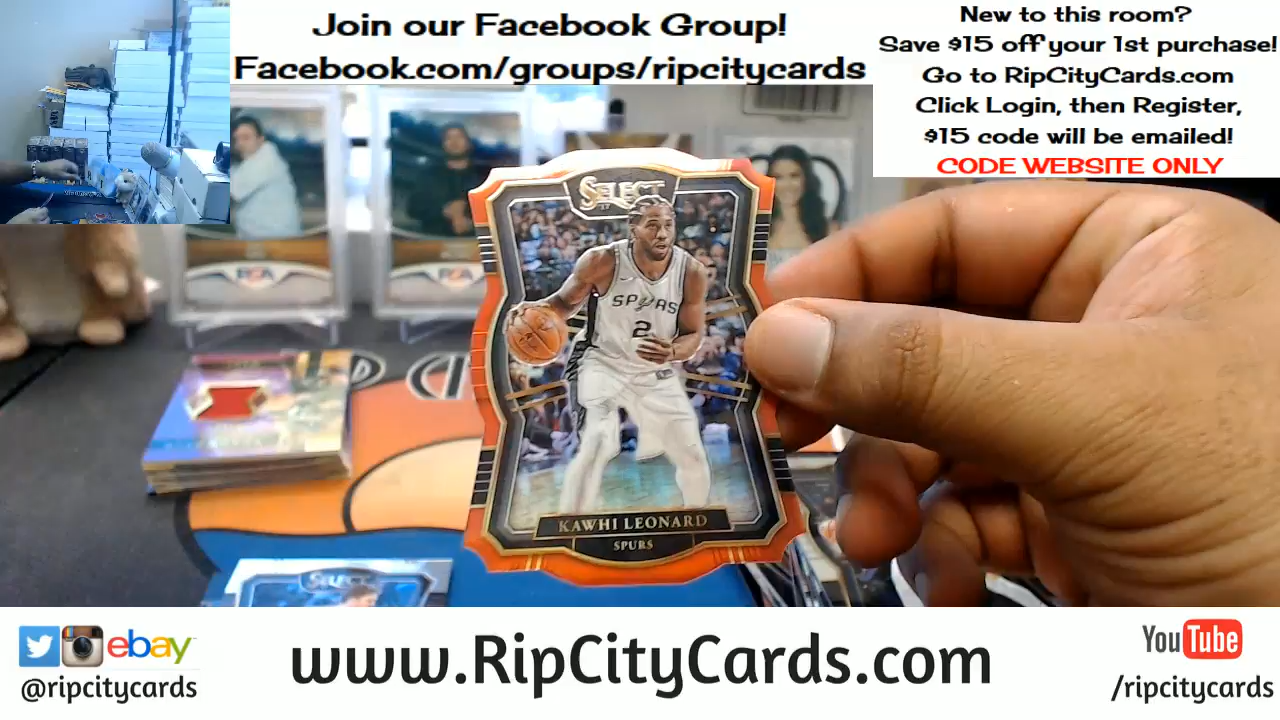 Join our Facebook Group!
Facebook.com/groups/ripcitycards
New to this room?
Save $15 off your 1st purchase!
Go to RipCityCards.com
Click Login, then Register,
$15 code will be emailed!
CODE WEBSITE ONLY
SELECT
SPURS
2
KAWHI LEONARD
SPURS
SELECT
ebay
@ripcitycards
www.RipCityCards.com
YouTube
/ripcitycards